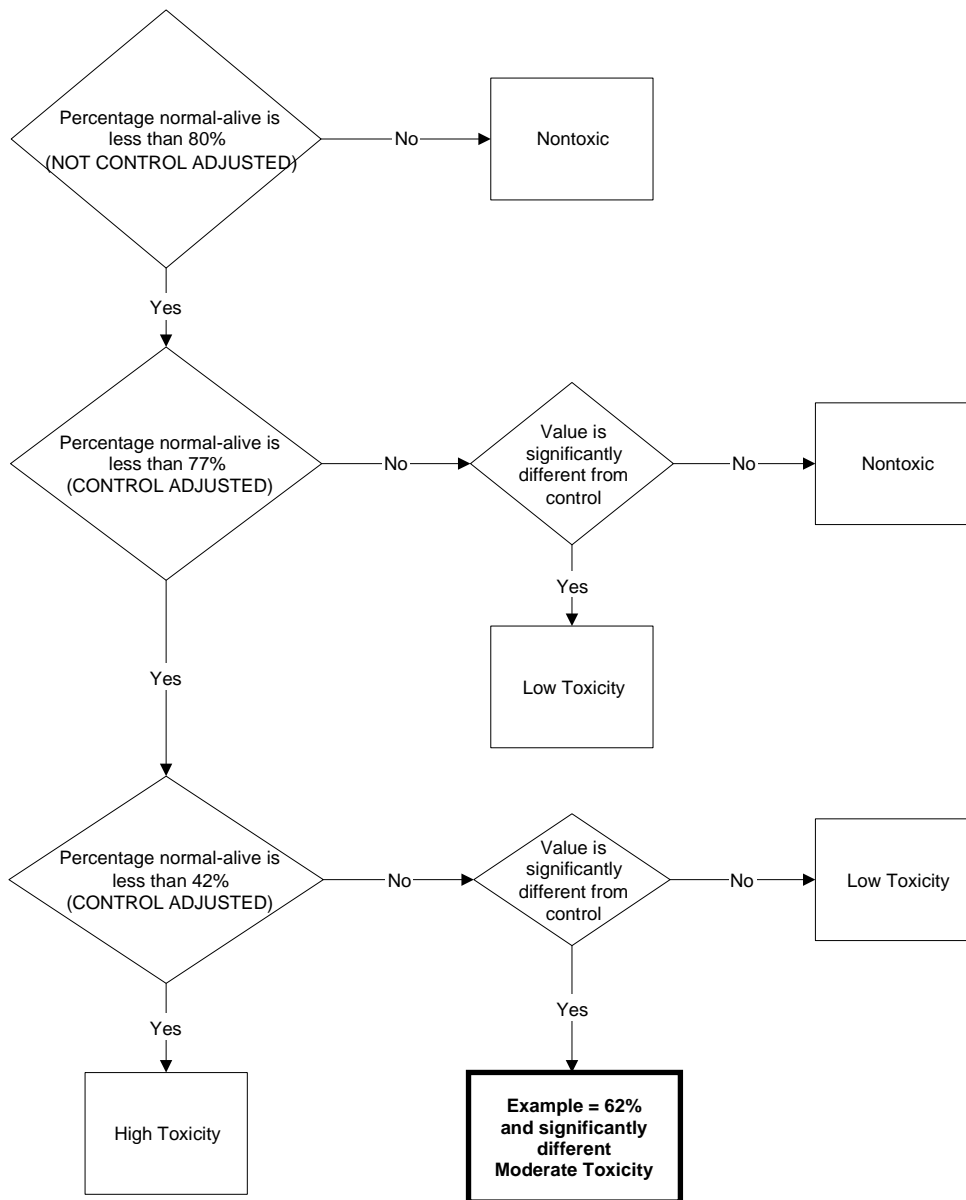 Percentage normal-alive is
less than 80%
(NOT CONTROL ADJUSTED)
No
Nontoxic
Yes
Percentage normal-alive is
less than 77%
(CONTROL ADJUSTED)
No
Value is
significantly
different from
control
No
Nontoxic
Yes
Low Toxicity
Yes
Percentage normal-alive is
less than 42%
(CONTROL ADJUSTED)
No
Value is
significantly
different from
control
No
Low Toxicity
Yes
High Toxicity
Yes
Example = 62%
and significantly
different
Moderate Toxicity